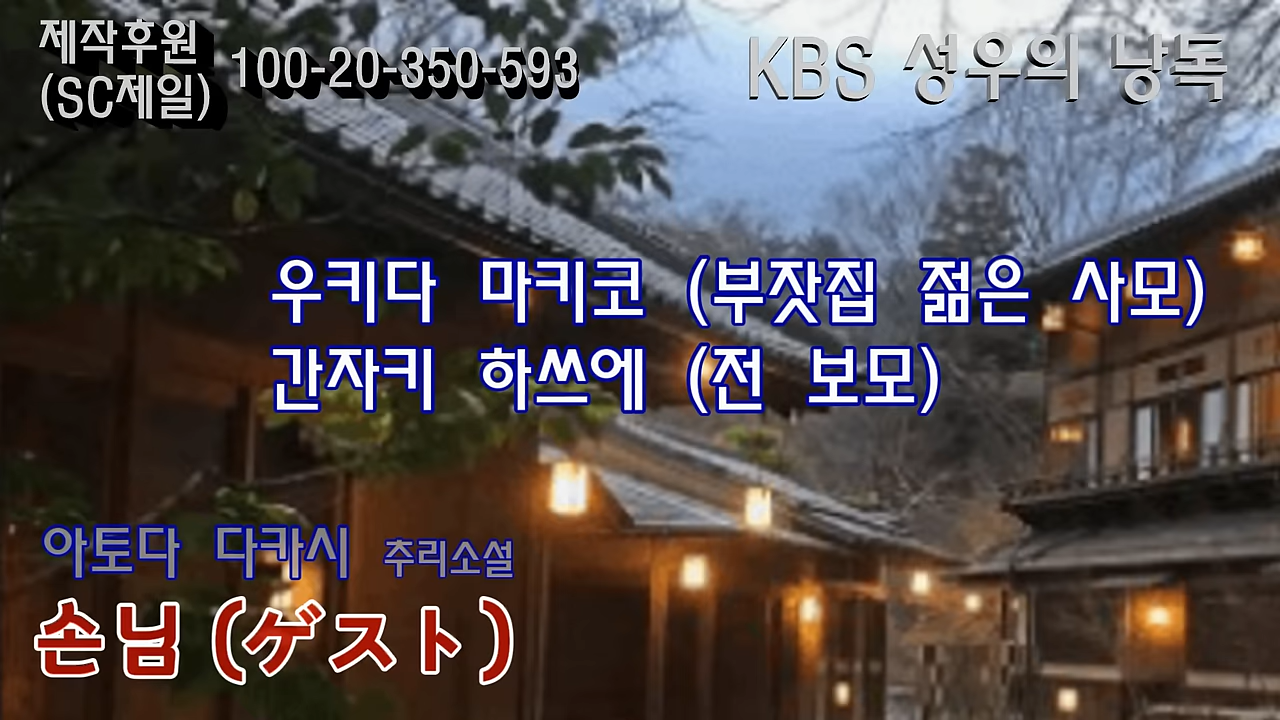 제작후원
(SC제일)
100-20-350-593
KBS 성우의 낭독
우키다 마키코 (부잣집 젊은 사모)
간자키 하쓰에 (전 보모)
아토다 다카시 추리소설
손님 (ゲスト)